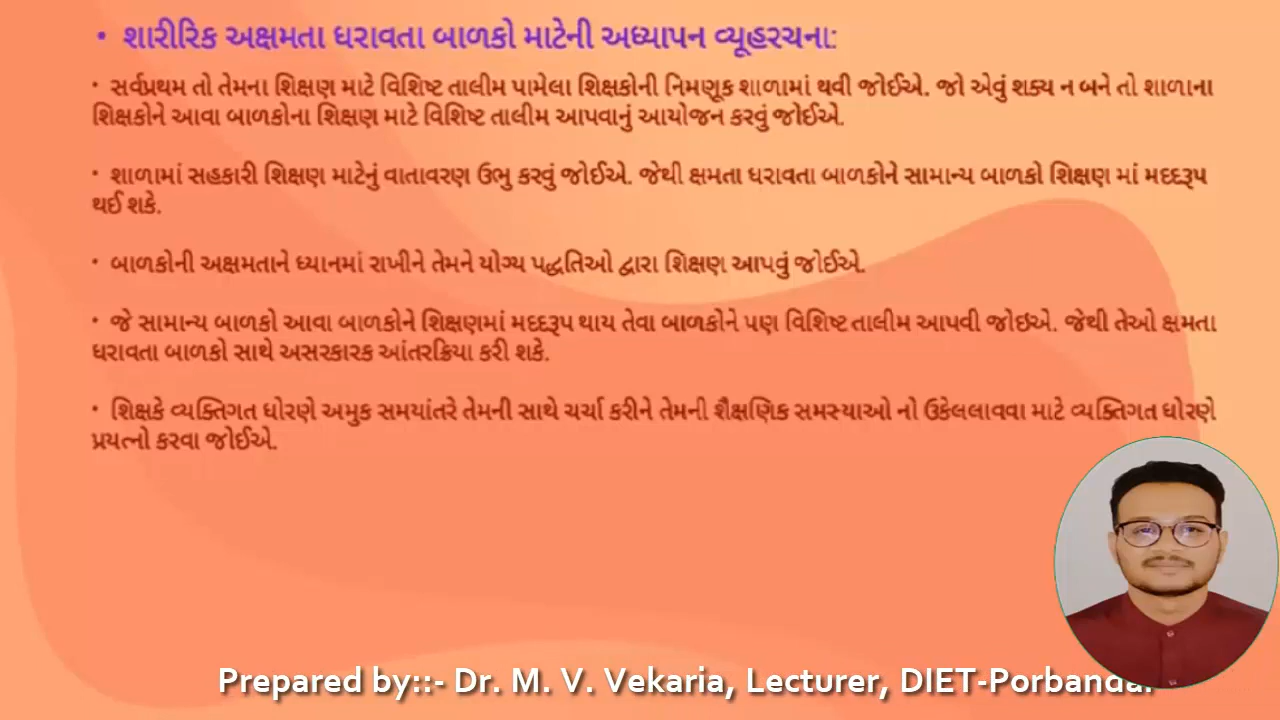 • શારીરિક અક્ષમતા ધરાવતા બાળકો માટેની અધ્યાપન વ્યૂહરચના:
• સર્વપ્રથમ તો તેમના શિક્ષણ માટે વિશિષ્ટ તાલીમ પામેલા શિક્ષકોની નિમણૂક શાળામાં થવી જોઈએ. જો એવું શક્ય ન બને તો શાળાના
શિક્ષકોને આવા બાળકોના શિક્ષણ માટે વિશિષ્ટ તાલીમ આપવાનું આયોજન કરવું જોઈએ.
• શાળામાં સહકારી શિક્ષણ માટેનું વાતાવરણ ઉભુ કરવું જોઈએ. જેથી ક્ષમતા ધરાવતા બાળકોને સામાન્ય બાળકો શિક્ષણ માં મદદરૂપ
થઈ શકે.
• બાળકોની અક્ષમતાને ધ્યાનમાં રાખીને તેમને યોગ્ય પદ્ધતિઓ દ્વારા શિક્ષણ આપવું જોઈએ.
• જે સામાન્ય બાળકો આવા બાળકોને શિક્ષણમાં મદદરૂપ થાય તેવા બાળકોને પણ વિશિષ્ટ તાલીમ આપવી જોઇએ. જેથી તેઓ ક્ષમતા
ધરાવતા બાળકો સાથે અસરકારક આંતરક્રિયા કરી શકે.
• શિક્ષકે વ્યક્તિગત ધોરણે અમુક સમયાંતરે તેમની સાથે ચર્ચા કરીને તેમની શૈક્ષણિક સમસ્યાઓ નો ઉકેલલાવવા માટે વ્યક્તિગત ધોરણે
પ્રયત્નો કરવા જોઈએ.
Prepared by::- Dr. M. V. Vekaria, Lecturer, DIET-Porbandar